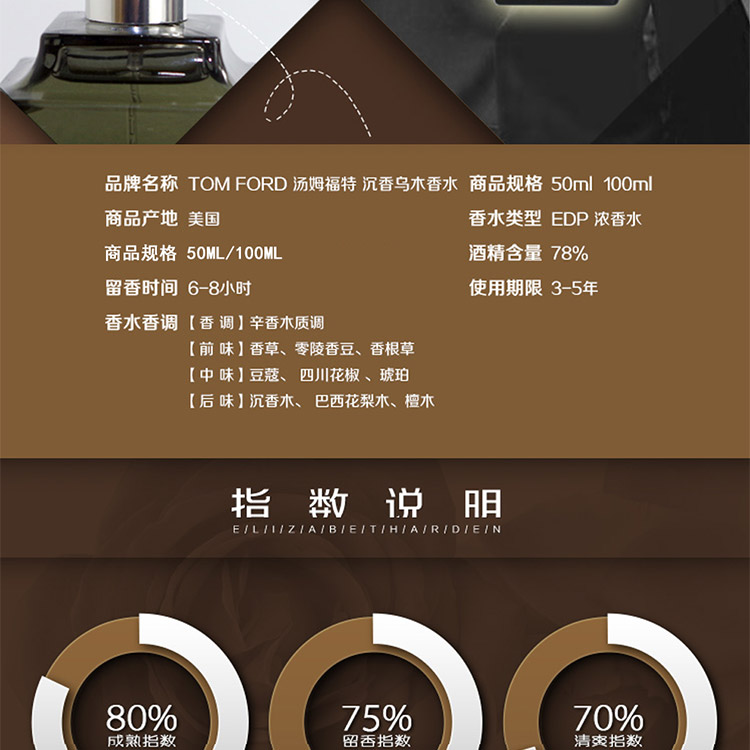 品牌名称 TOM FORD 汤姆福特 沉香乌木香水 商品规格 50ml 100ml
商品产地 美国 香水类型 EDP 浓香水
商品规格 50ML/100ML 酒精含量 78%
留香时间 6-8小时 使用期限 3-5年
香水香调 【香 调】辛香木质调
【前 味】香草、零陵香豆、香根草
【中 味】豆蔻、 四川花椒 、琥珀
【后 味】沉香木、 巴西花梨木、檀木
指数说明
E/L/I/Z/A/B/E/T/H/A/R/D/E/N
80% 75% 70%
成熟指数 留香指数 清爽指数